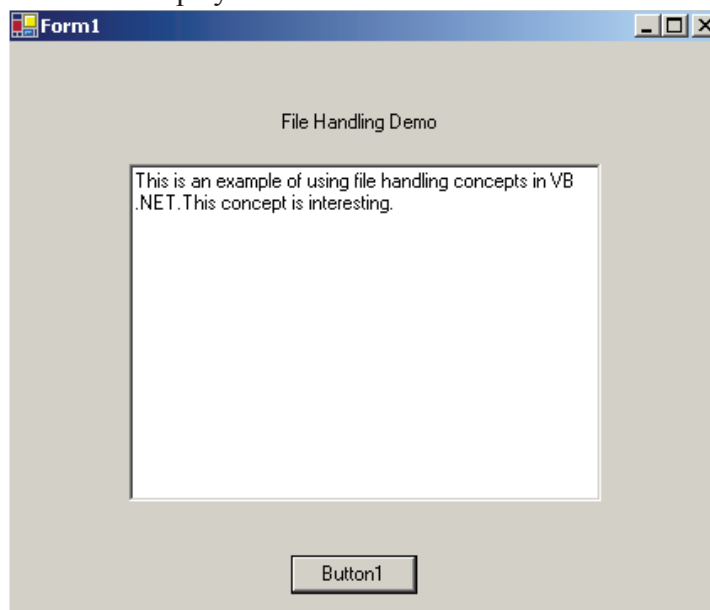 Form1
File Handling Demo
This is an example of using file handling concepts in VB
.NET.This concept is interesting.
Button1